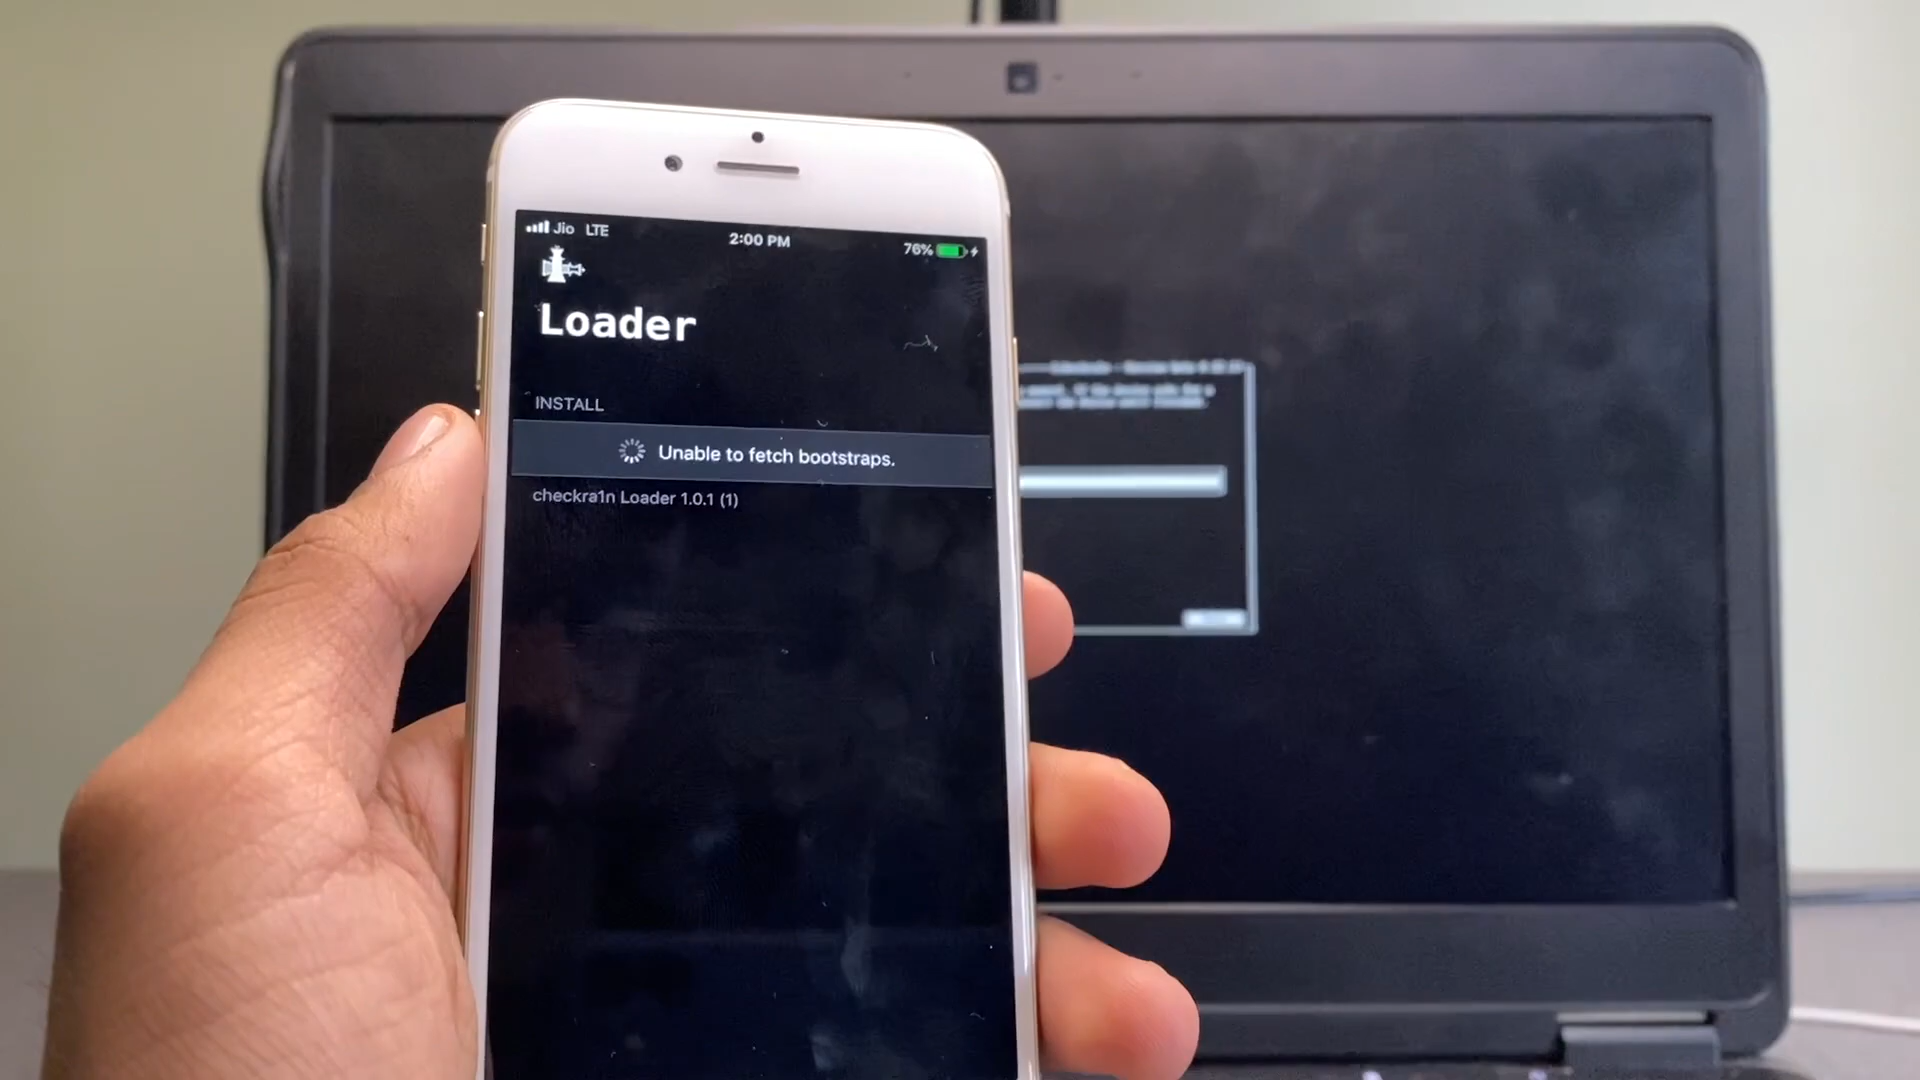 Jio LTE
2:00 PM
76%
Loader
INSTALL
Unable to fetch bootstraps.
checkra1n Loader 1.0.1 (1)